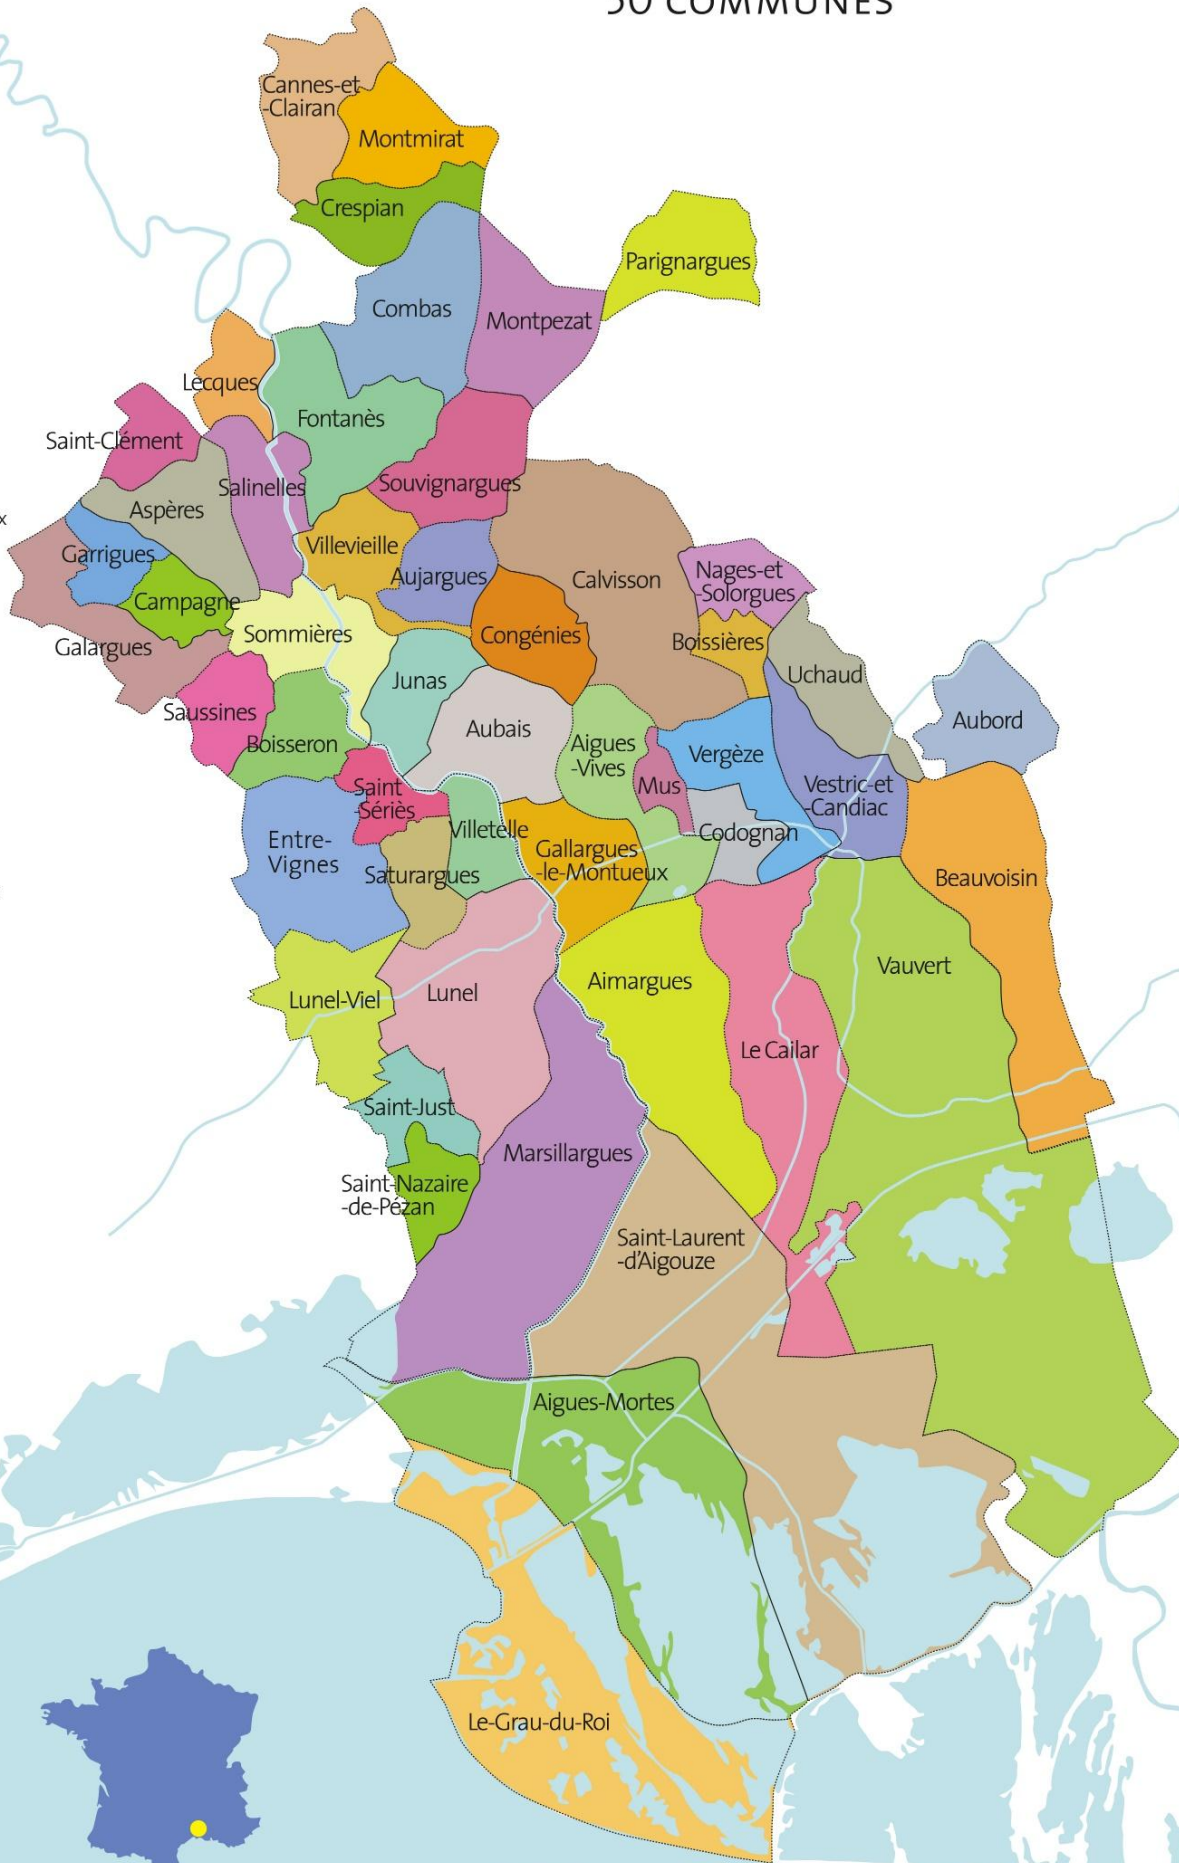 50 COMMUNES
Cannes-et
-Clairan
Montmirat
Crespian
Parignargues
Combas
Montpezat
Lecques
Fontanès
Saint-Clément
Salinelles
Souvignargues
Aspères
x
Villevieille
Garrigues
Aujargues
Calvisson
Nages-et
-Solorgues
Campagne
Sommières
Congénies
Boissières
Galargues
Uchaud
Junas
Saussines
Aubais
Aubord
Boisseron
Aigues
-Vives
Vergèze
Mus
Saint
-Sériès
Vestric-et
-Candiac
Entre-
Vignes
Villetelle
Codognan
Gallargues
-le-Montueux
Saturargues
Beauvoisin
Vauvert
Aimargues
Lunel-Viel
Lunel
Le Cailar
Saint-Just
Marsillargues
Saint-Nazaire
-de-Pézan
Saint-Laurent
-d'Aigouze
Aigues-Mortes
Le-Grau-du-Roi